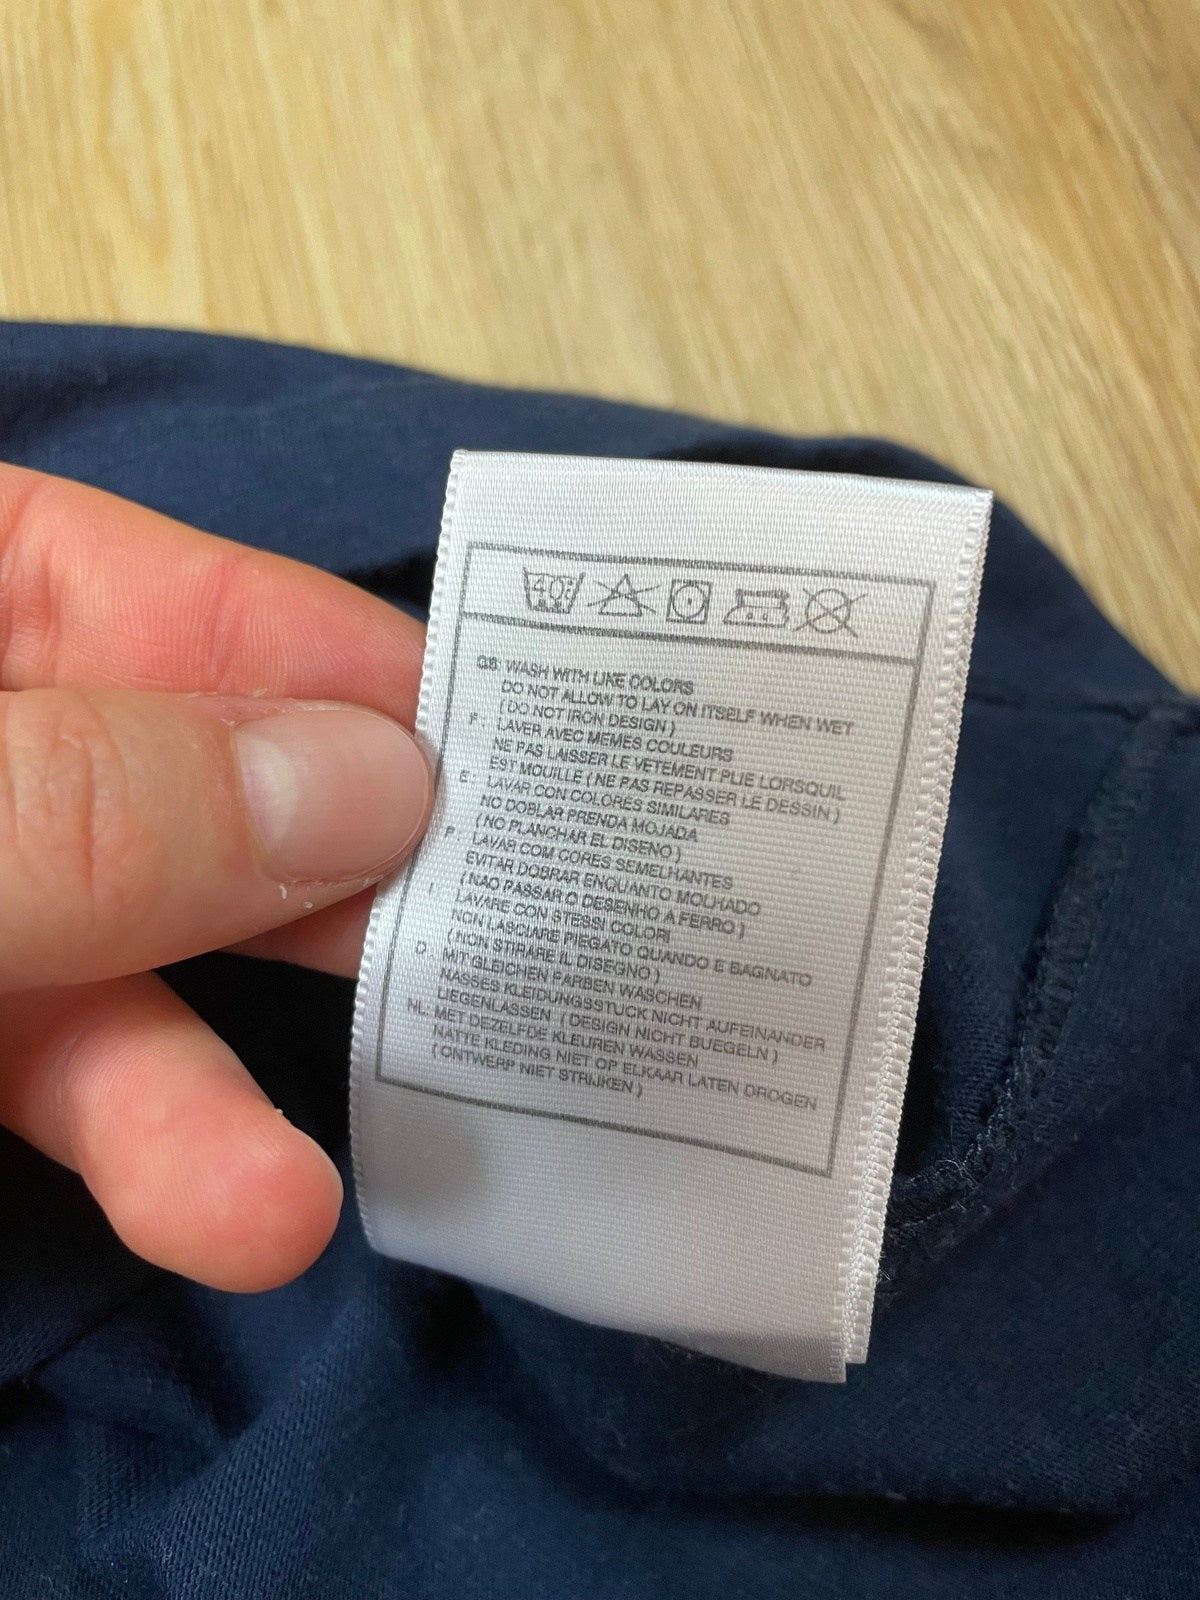 40°
GB: WASH WITH LIKE COLORS
DO NOT ALLOW TO LAY ON ITSELF WHEN WET
( DO NOT IRON DESIGN )
F: LAVER AVEC MEMES COULEURS
NE PAS LAISSER LE VETEMENT PLIE LORSQUIL
EST MOUILLE ( NE PAS REPASSER LE DESSIN )
E: LAVAR CON COLORES SIMILARES
NO DOBLAR PRENDA MOJADA
( NO PLANCHAR EL DISENO )
P: LAVAR COM CORES SEMELHANTES
EVITAR DOBRAR ENQUANTO MOLHADO
( NAO PASSAR O DESENHO A FERRO )
I: LAVARE CON STESSI COLORI
NON LASCIARE PIEGATO QUANDO E BAGNATO
( NON STIRARE IL DISEGNO )
D: MIT GLEICHEN FARBEN WASCHEN
NASSES KLEIDUNGSSTUCK NICHT AUFEINANDER
LIEGENLASSEN ( DESIGN NICHT BUEGELN )
NL: MET DEZELFDE KLEUREN WASSEN
NATTE KLEDING NIET OP ELKAAR LATEN DROGEN
( ONTWERP NIET STRIJKEN )